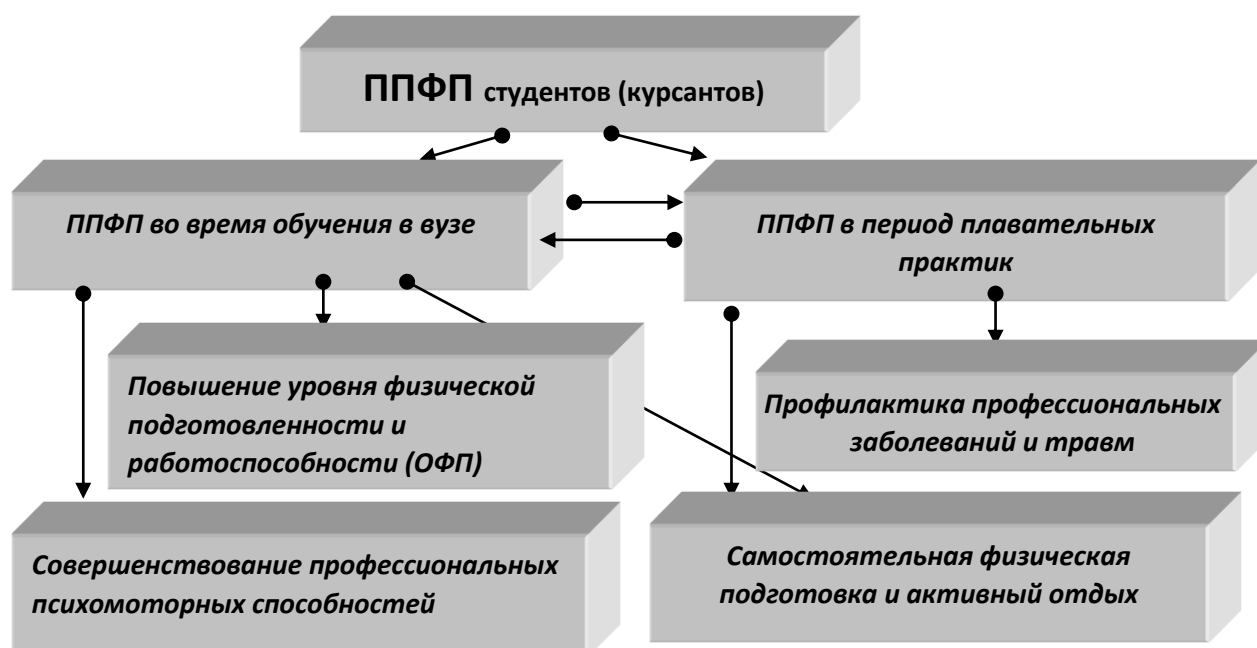 ППФП студентов (курсантов)
ППФП во время обучения в вузе
ППФП в период плавательных
практик
Повышение уровня физической
подготовленности и
работоспособности (ОФП)
Профилактика профессиональных
заболеваний и травм
Совершенствование профессиональных
психомоторных способностей
Самостоятельная физическая
подготовка и активный отдых